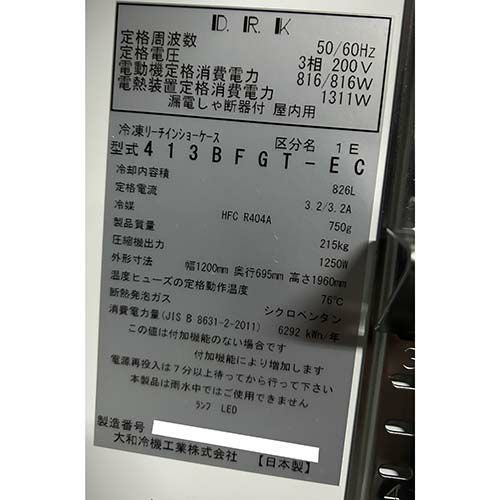 D.R.K
定格周波数 50/60Hz
定格電圧 3相 200V
電動機定格消費電力 816/816W
電熱装置定格消費電力 1311W
漏電しゃ断器付 屋内用
冷凍リーチインショーケース 区分名 1E
型式 413BFGT-EC
冷却内容積 826L
定格電流 3.2/3.2A
冷媒 HFC R404A 750g
製品質量 215kg
圧縮機出力 1250W
外形寸法 幅1200mm 奥行695mm 高さ1960mm
温度ヒューズの定格動作温度 76℃
断熱発泡ガス シクロペンタン
消費電力量(JIS B 8631-2-2011) 6292 kWh/年
この値は付加機能のない場合です
付加機能により増加します
電源再投入は7分以上待ってから行って下さい
本製品は雨水中ではご使用できません
ランプ LED
製造番号
大和冷機工業株式会社 【日本製】